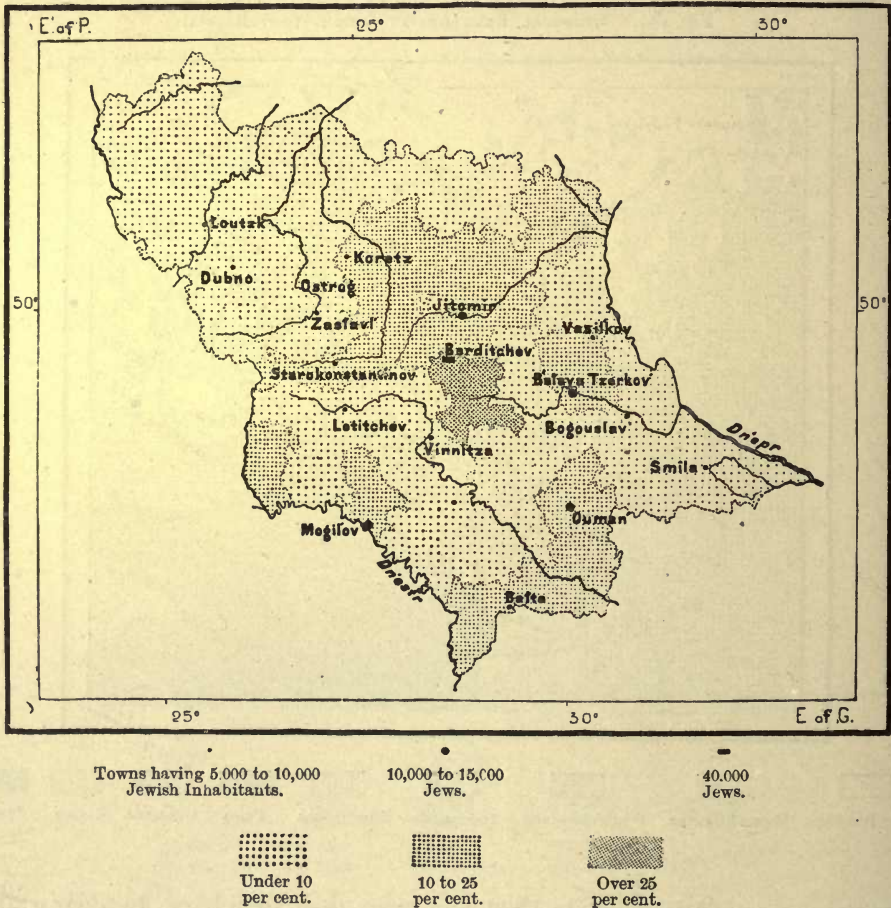 E. of P.
25°
30°
Loutzk
Koretz
Dubno
Ostrog
50°
Jitomir
50°
Zaslavl'
Vasilkov
Berditchev
Starokonstantinov
Belaya Tzerkov'
Letitchev
Bogouslav
Dniepr
Vinnitza
Smila
Ouman'
Mogilov
Dniestr
Balta
25°
30°
E. of G.
Towns having 5.000 to 10,000
Jewish Inhabitants.
10,000 to 15,000
Jews.
40.000
Jews.
Under 10
per cent.
10 to 25
per cent.
Over 25
per cent.